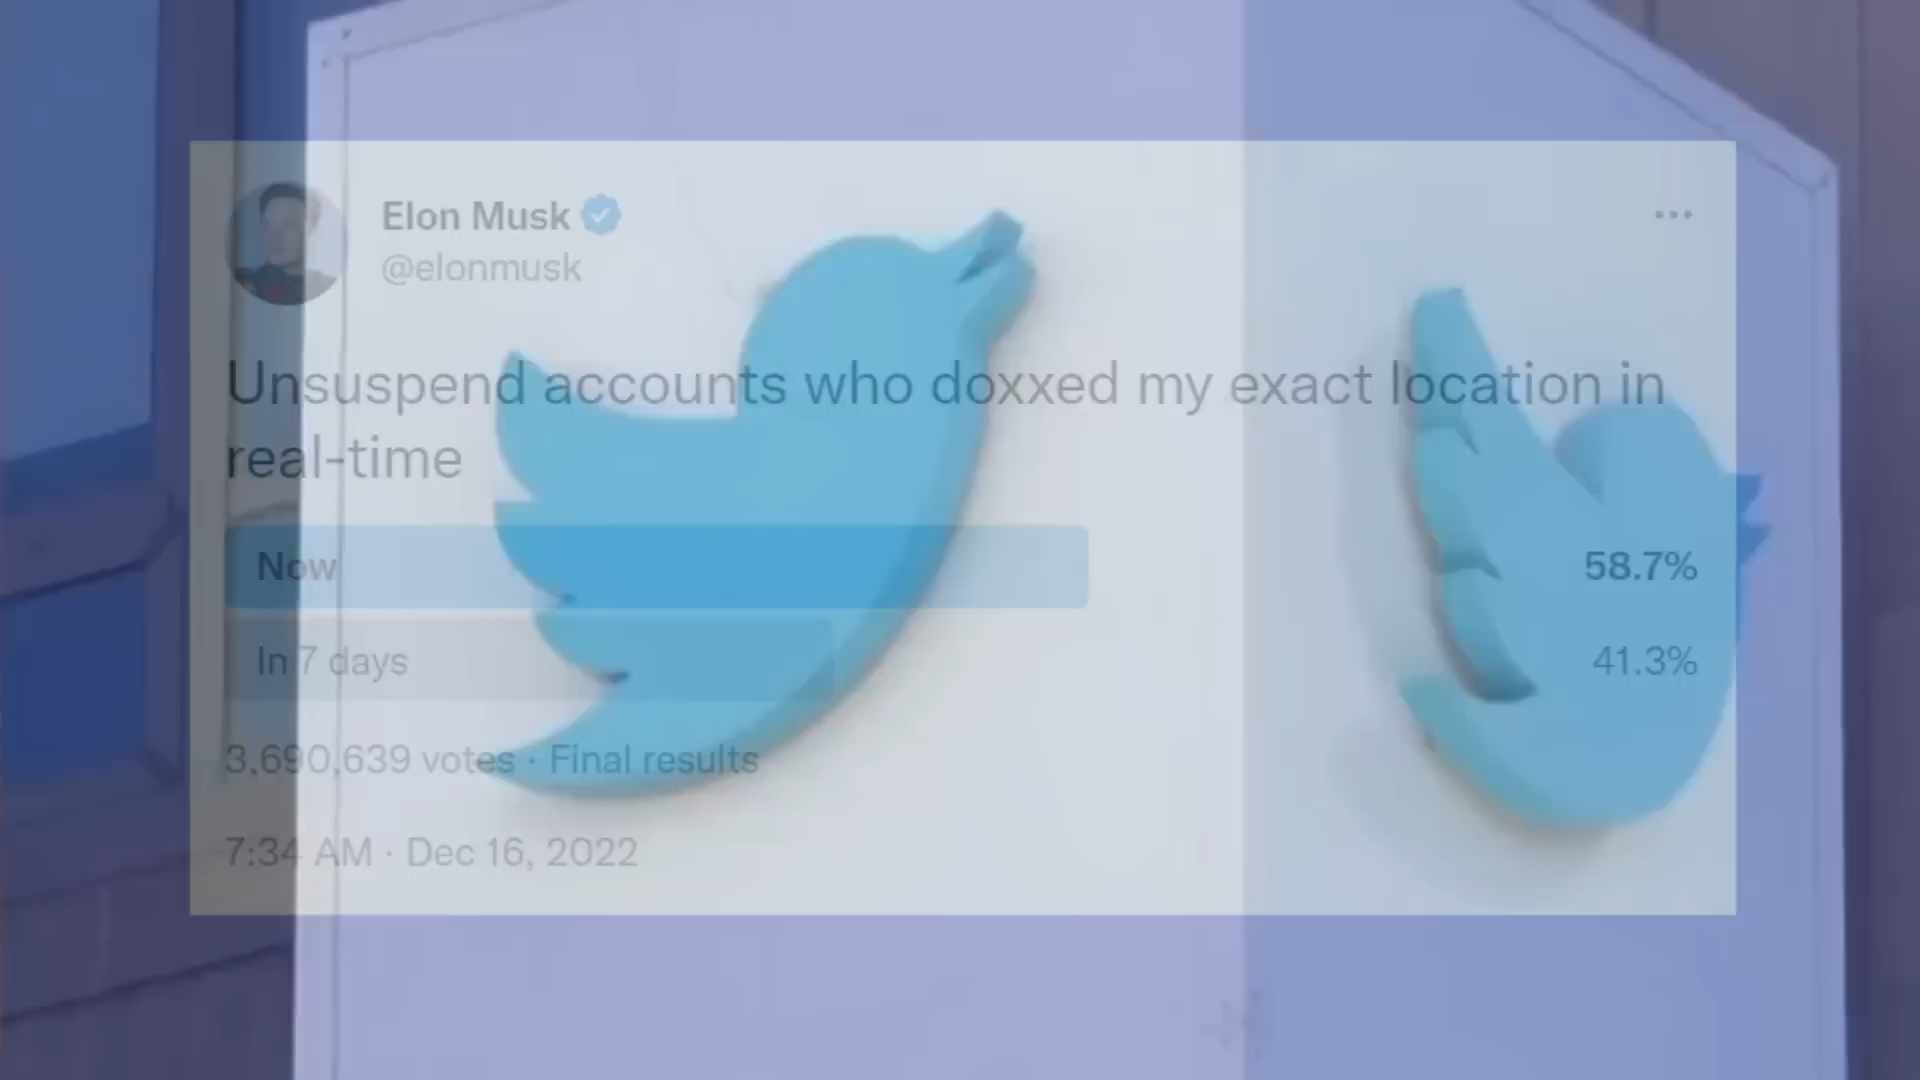 Elon Musk
@elonmusk
Unsuspend accounts who doxxed my exact location in
real-time
Now 58.7%
In 7 days 41.3%
3,690,639 votes · Final results
7:34 AM · Dec 16, 2022